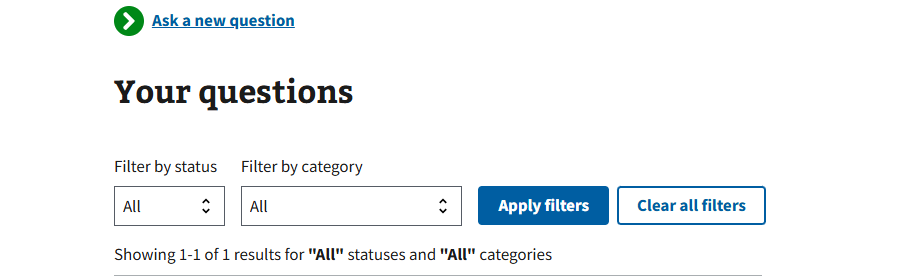 Ask a new question
Your questions
Filter by status Filter by category
All All Apply filters Clear all filters
Showing 1-1 of 1 results for "All" statuses and "All" categories